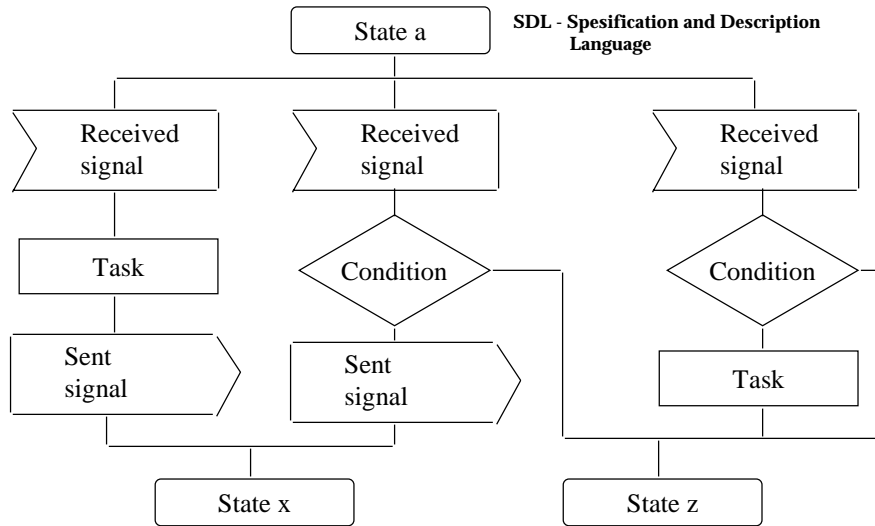 State a
SDL - Spesification and Description
Language
Received
signal
Received
signal
Received
signal
Task
Condition
Condition
Sent
signal
Sent
signal
Task
State x
State z